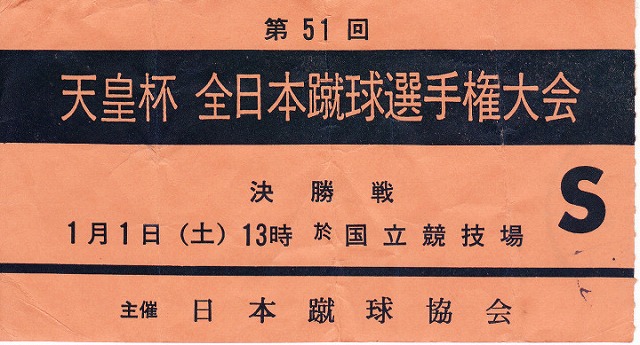 第51回
天皇杯 全日本蹴球選手権大会
決勝戦
S
1月1日(土)13時 於 国立競技場
主催 日本蹴球協会